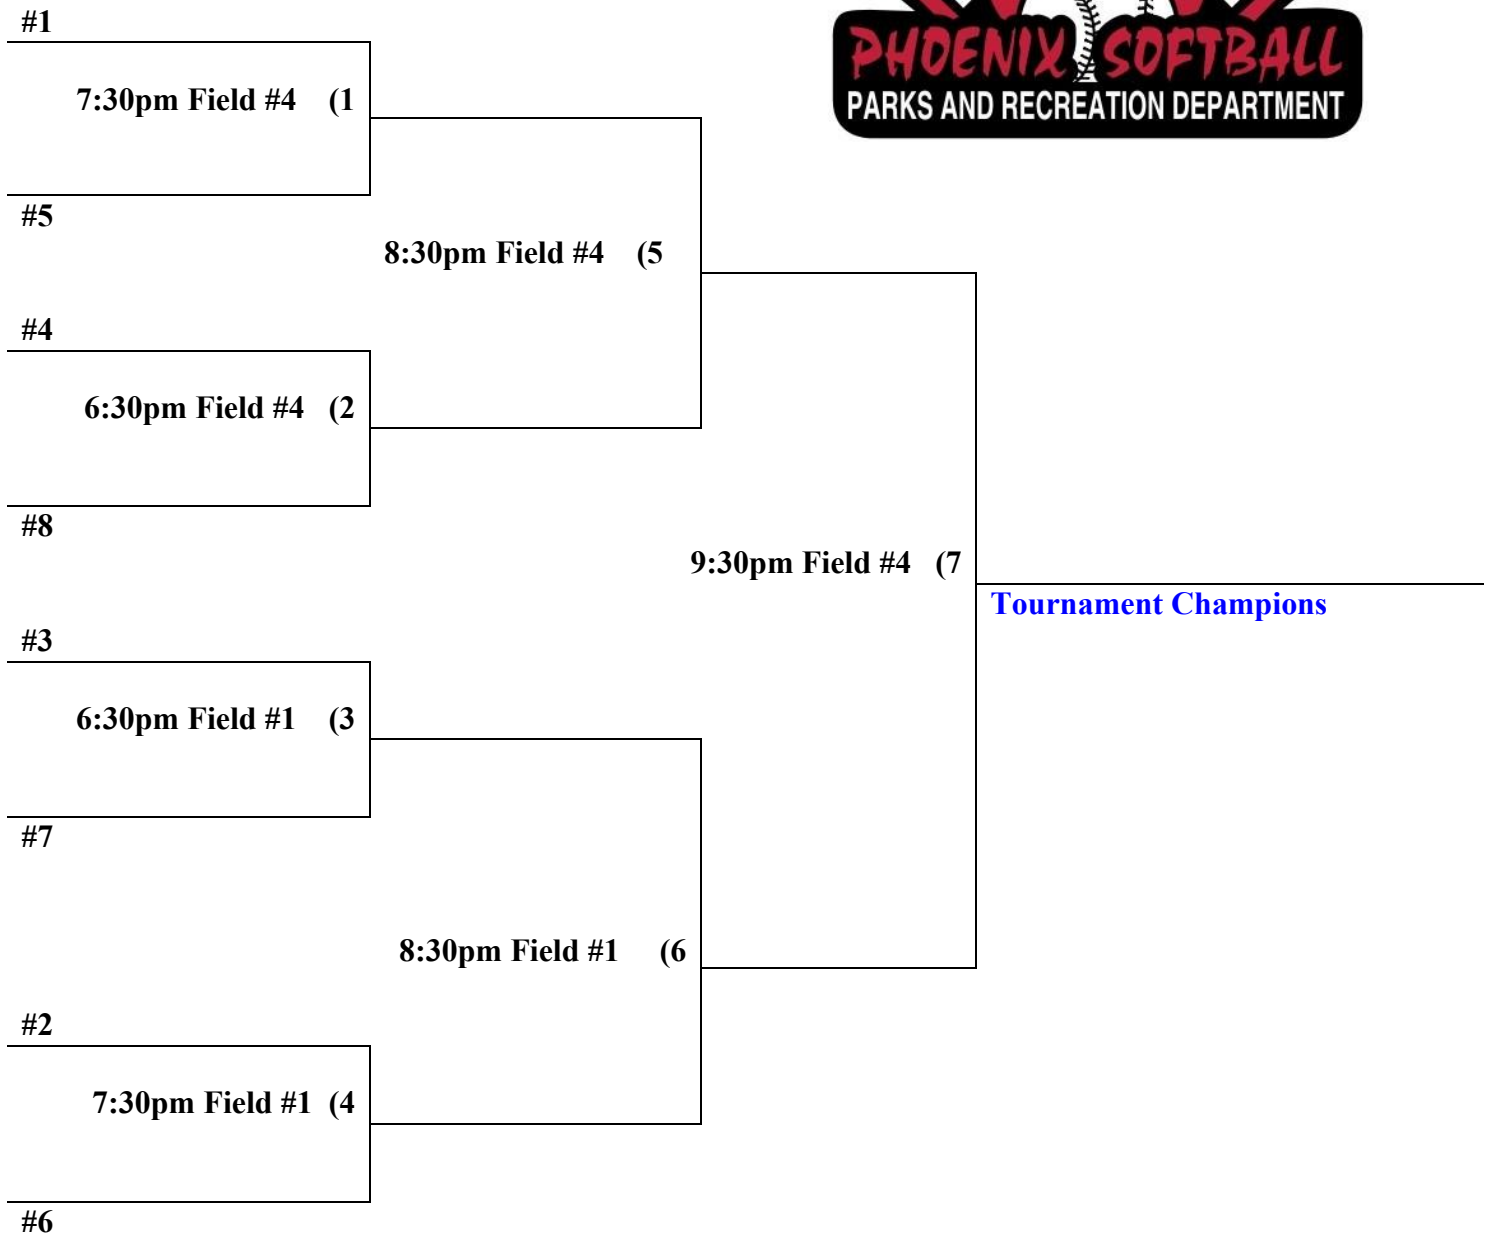 #1
PHOENIX SOFTBALL
PARKS AND RECREATION DEPARTMENT
7:30pm Field #4 (1
#5
8:30pm Field #4 (5
#4
6:30pm Field #4 (2
#8
9:30pm Field #4 (7
Tournament Champions
#3
6:30pm Field #1 (3
#7
8:30pm Field #1 (6
#2
7:30pm Field #1 (4
#6